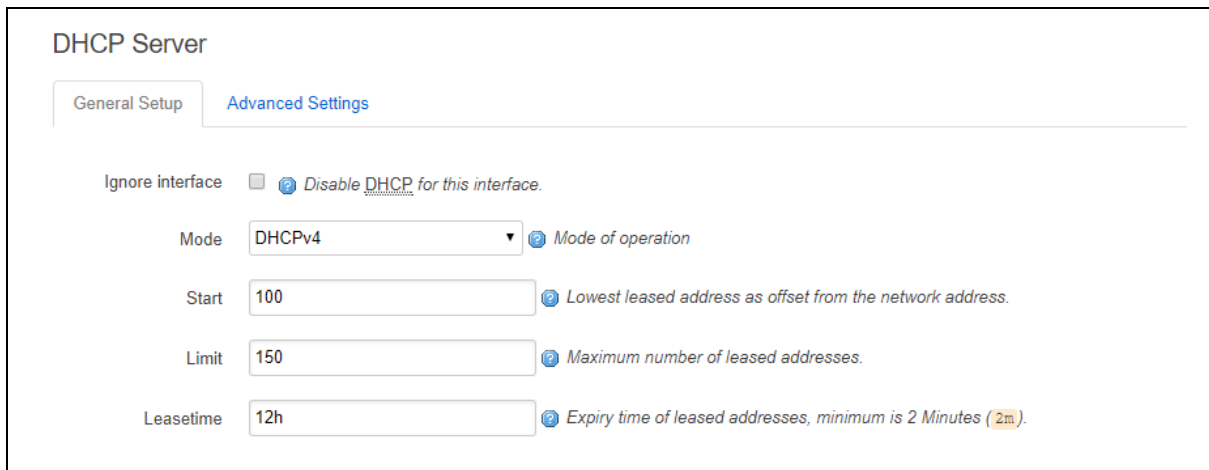 DHCP Server
General Setup Advanced Settings
Ignore interface Disable DHCP for this interface.
Mode DHCPv4 Mode of operation
Start 100 Lowest leased address as offset from the network address.
Limit 150 Maximum number of leased addresses.
Leasetime 12h Expiry time of leased addresses, minimum is 2 Minutes ( 2m ).